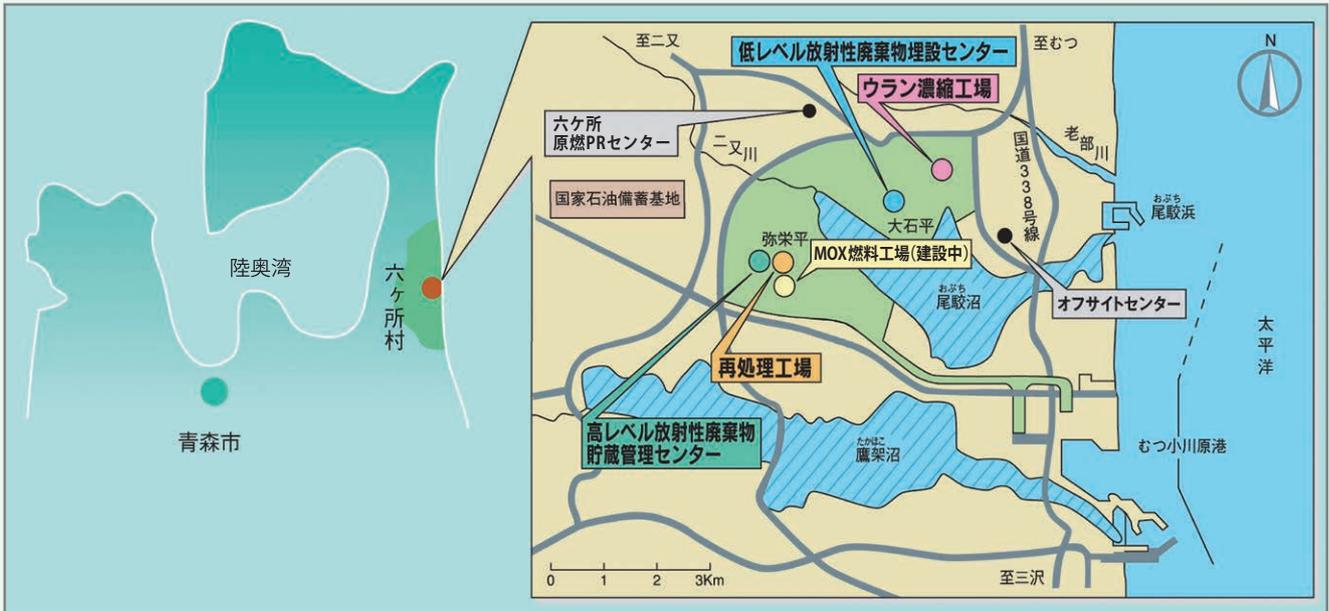 陸奥湾
六ヶ所村
青森市
至二又
低レベル放射性廃棄物埋設センター
至むつ
N
ウラン濃縮工場
六ケ所
原燃PRセンター
二又川
国道338号線
老部川
国家石油備蓄基地
おぶち
尾駮浜
大石平
弥栄平
MOX燃料工場(建設中)
おぶち
尾駮沼
オフサイトセンター
太平洋
再処理工場
高レベル放射性廃棄物
貯蔵管理センター
たかほこ
鷹架沼
むつ小川原港
0 1 2 3Km
至三沢